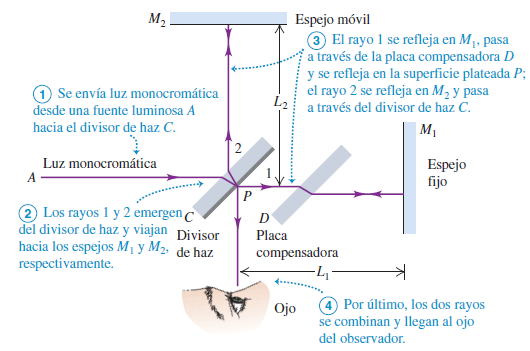 M₂
Espejo móvil
3 El rayo 1 se refleja en M₁, pasa
a través de la placa compensadora D
y se refleja en la superficie plateada P;
el rayo 2 se refleja en M₂ y pasa
a través del divisor de haz C.
L₂
1 Se envía luz monocromática
desde una fuente luminosa A
hacia el divisor de haz C.
M₁
Espejo
fijo
2
Luz monocromática
A
1
P
2 Los rayos 1 y 2 emergen
del divisor de haz y viajan
hacia los espejos M₁ y M₂,
respectivamente.
C
Divisor
de haz
D
Placa
compensadora
L₁
Ojo
4 Por último, los dos rayos
se combinan y llegan al ojo
del observador.